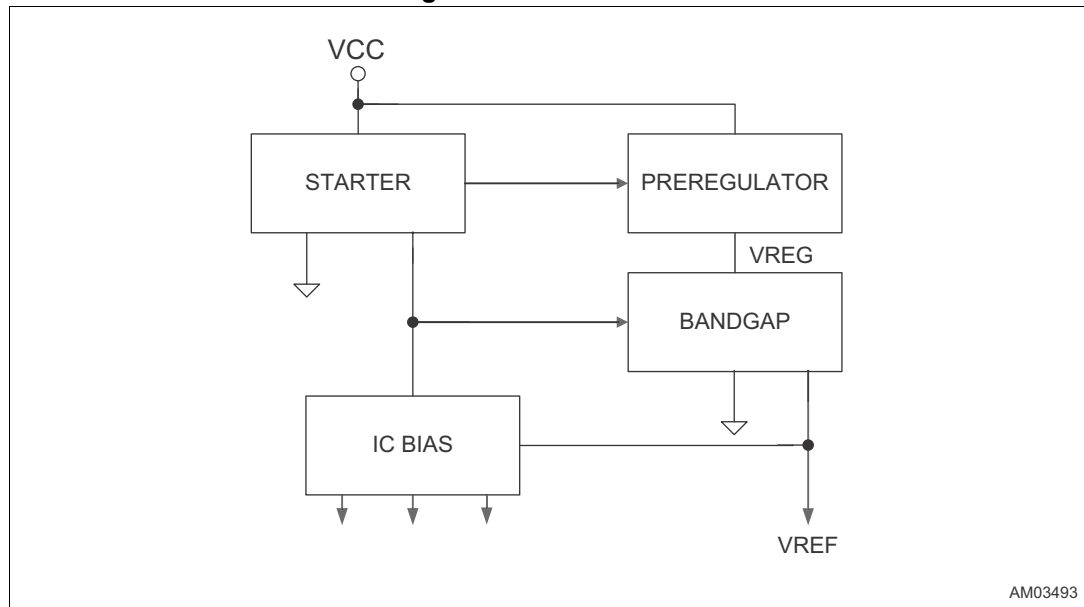 VCC
STARTER
PREREGULATOR
VREG
BANDGAP
IC BIAS
VREF
AM03493